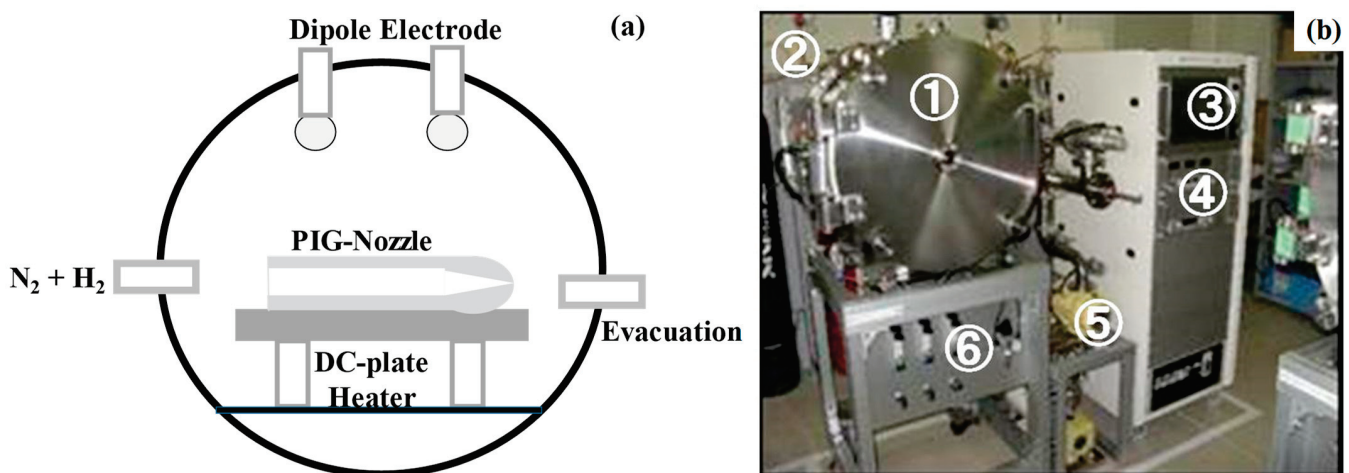 Dipole Electrode
(a)
PIG-Nozzle
N₂ + H₂
Evacuation
DC-plate
Heater
(b)
①
②
③
④
⑤
⑥